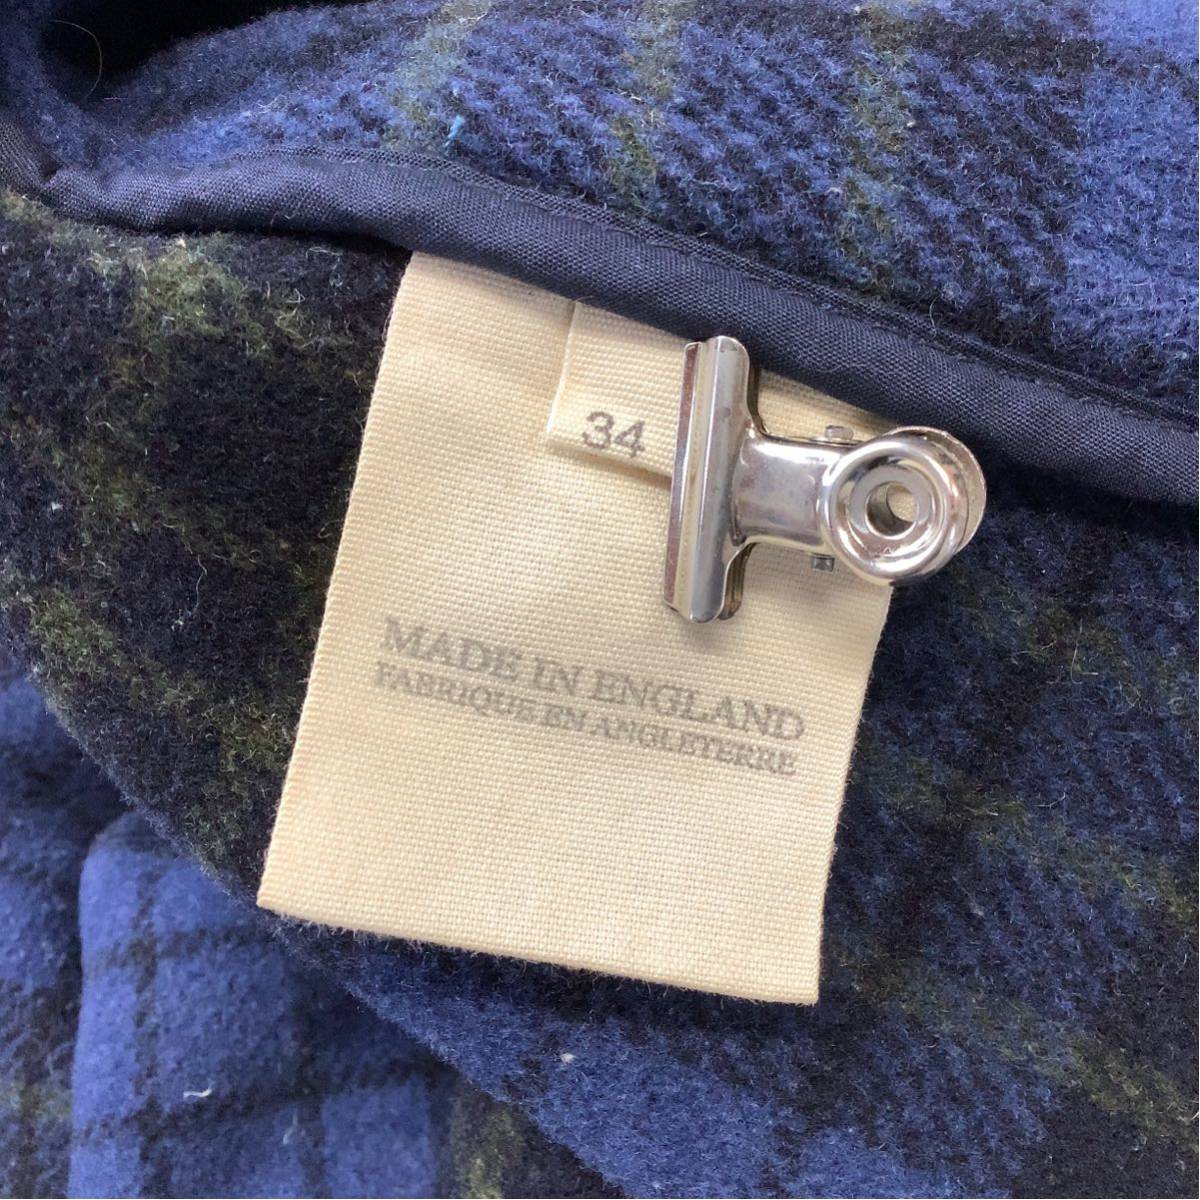 34
MADE IN ENGLAND
FABRIQUE EN ANGLETERRE